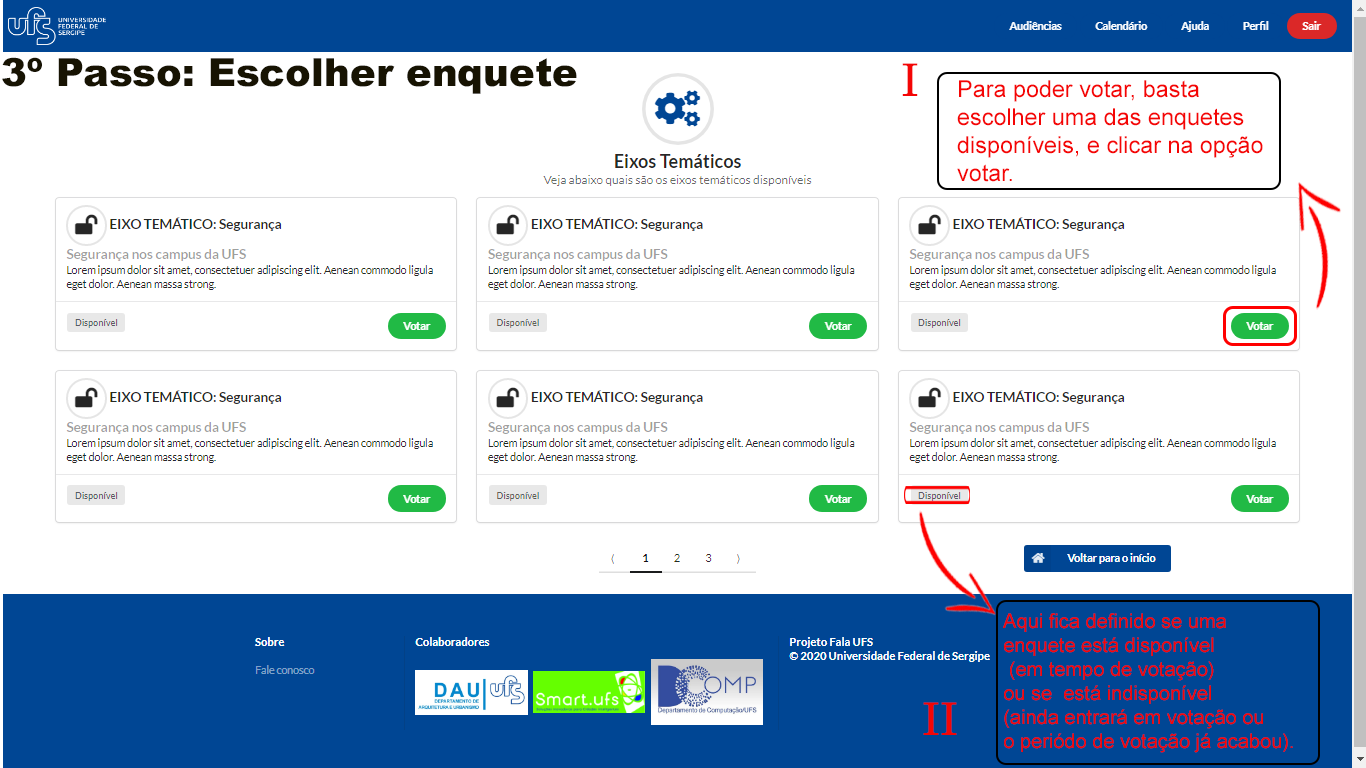 ufs UNIVERSIDADE
FEDERAL DE
SERGIPE
Audiências Calendário Ajuda Perfil Sair
3º Passo: Escolher enquete
I
Para poder votar, basta
escolher uma das enquetes
disponíveis, e clicar na opção
votar.
Eixos Temáticos
Veja abaixo quais são os eixos temáticos disponíveis
EIXO TEMÁTICO: Segurança
Segurança nos campus da UFS
Lorem ipsum dolor sit amet, consectetuer adipiscing elit. Aenean commodo ligula
eget dolor. Aenean massa strong.
Disponível Votar
EIXO TEMÁTICO: Segurança
Segurança nos campus da UFS
Lorem ipsum dolor sit amet, consectetuer adipiscing elit. Aenean commodo ligula
eget dolor. Aenean massa strong.
Disponível Votar
EIXO TEMÁTICO: Segurança
Segurança nos campus da UFS
Lorem ipsum dolor sit amet, consectetuer adipiscing elit. Aenean commodo ligula
eget dolor. Aenean massa strong.
Disponível Votar
EIXO TEMÁTICO: Segurança
Segurança nos campus da UFS
Lorem ipsum dolor sit amet, consectetuer adipiscing elit. Aenean commodo ligula
eget dolor. Aenean massa strong.
Disponível Votar
EIXO TEMÁTICO: Segurança
Segurança nos campus da UFS
Lorem ipsum dolor sit amet, consectetuer adipiscing elit. Aenean commodo ligula
eget dolor. Aenean massa strong.
Disponível Votar
EIXO TEMÁTICO: Segurança
Segurança nos campus da UFS
Lorem ipsum dolor sit amet, consectetuer adipiscing elit. Aenean commodo ligula
eget dolor. Aenean massa strong.
Disponível Votar
⟨ 1 2 3 ⟩
Voltar para o início
Sobre
Fale conosco
Colaboradores
DAU ufs
DEPARTAMENTO DE
ARQUITETURA E URBANISMO
Smart.ufs
DCOMP
Departamento de Computação/UFS
Projeto Fala UFS
© 2020 Universidade Federal de Sergipe
II
Aqui fica definido se uma
enquete está disponível
(em tempo de votação)
ou se está indisponível
(ainda entrará em votação ou
o periódo de votação já acabou).